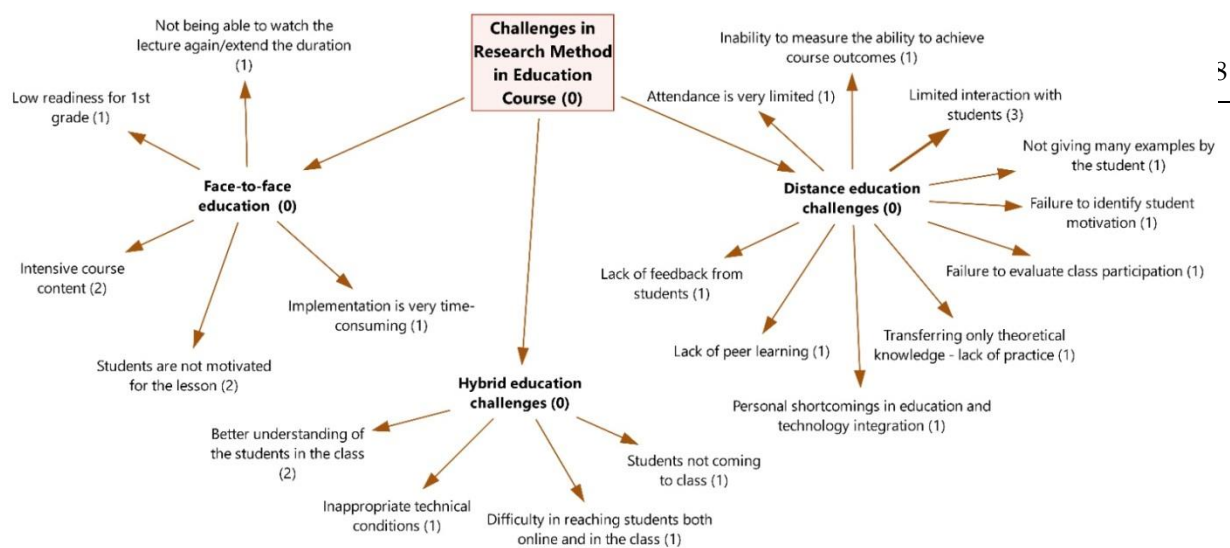 Challenges in
Research Method
in Education
Course (0)
Not being able to watch the
lecture again/extend the duration
(1)
Low readiness for 1st
grade (1)
Face-to-face
education (0)
Intensive course
content (2)
Students are not motivated
for the lesson (2)
Implementation is very time-
consuming (1)
Hybrid education
challenges (0)
Better understanding of
the students in the class
(2)
Inappropriate technical
conditions (1)
Difficulty in reaching students both
online and in the class (1)
Students not coming
to class (1)
Inability to measure the ability to achieve
course outcomes (1)
Attendance is very limited (1)
Limited interaction with
students (3)
Not giving many examples by
the student (1)
Distance education
challenges (0)
Failure to identify student
motivation (1)
Failure to evaluate class participation (1)
Lack of feedback from
students (1)
Lack of peer learning (1)
Transferring only theoretical
knowledge - lack of practice (1)
Personal shortcomings in education and
technology integration (1)
8